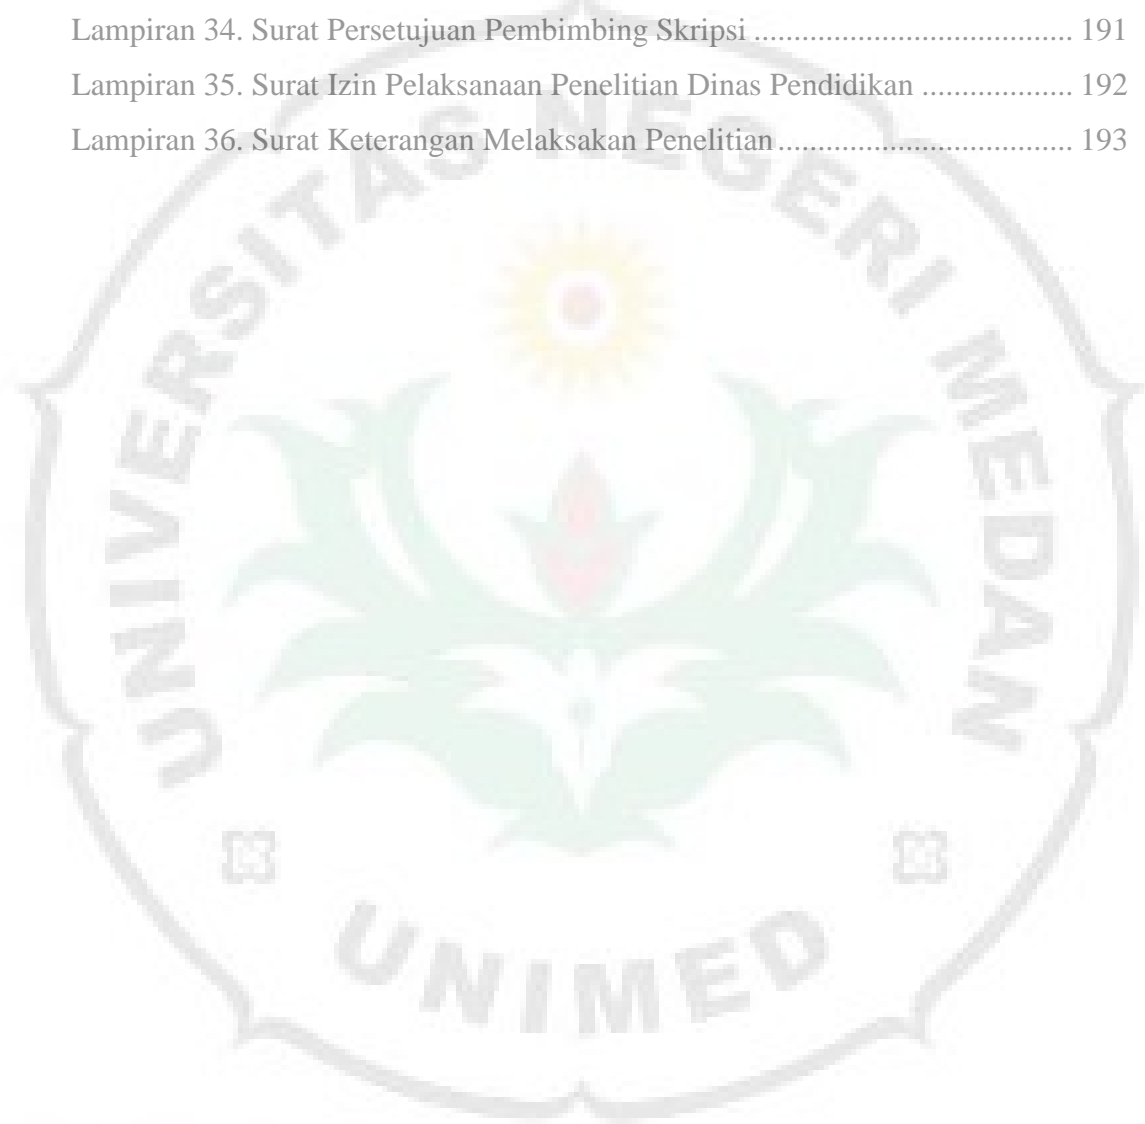 Lampiran 34. Surat Persetujuan Pembimbing Skripsi ........................................ 191
Lampiran 35. Surat Izin Pelaksanaan Penelitian Dinas Pendidikan ................... 192
Lampiran 36. Surat Keterangan Melaksakan Penelitian ..................................... 193
UNIVERSITAS NEGERI MEDAN
UNIMED